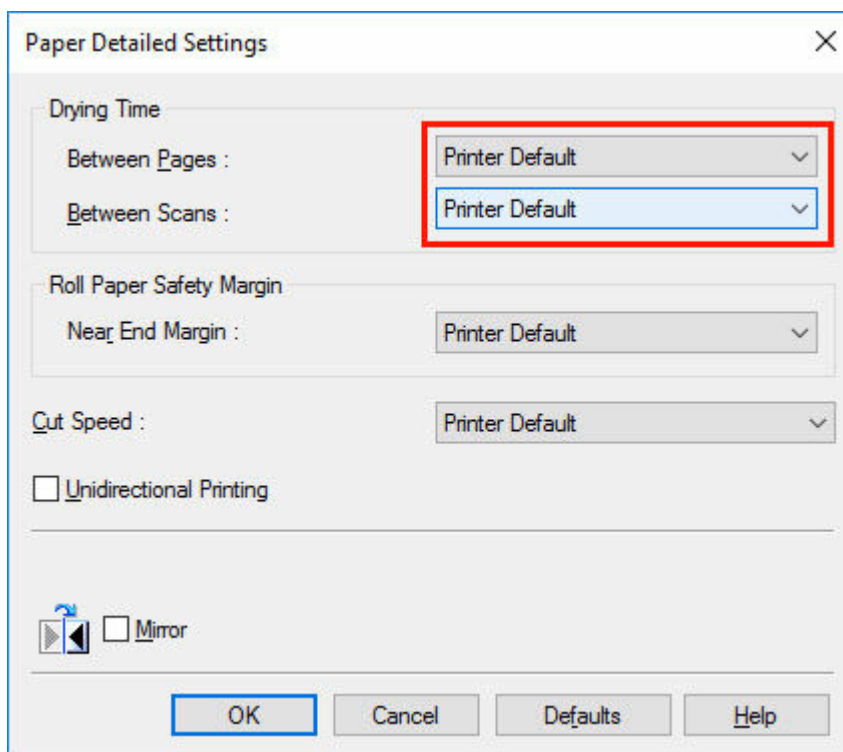 Paper Detailed Settings
Drying Time
Between Pages : Printer Default
Between Scans : Printer Default
Roll Paper Safety Margin
Near End Margin : Printer Default
Cut Speed : Printer Default
Unidirectional Printing
Mirror
OK Cancel Defaults Help